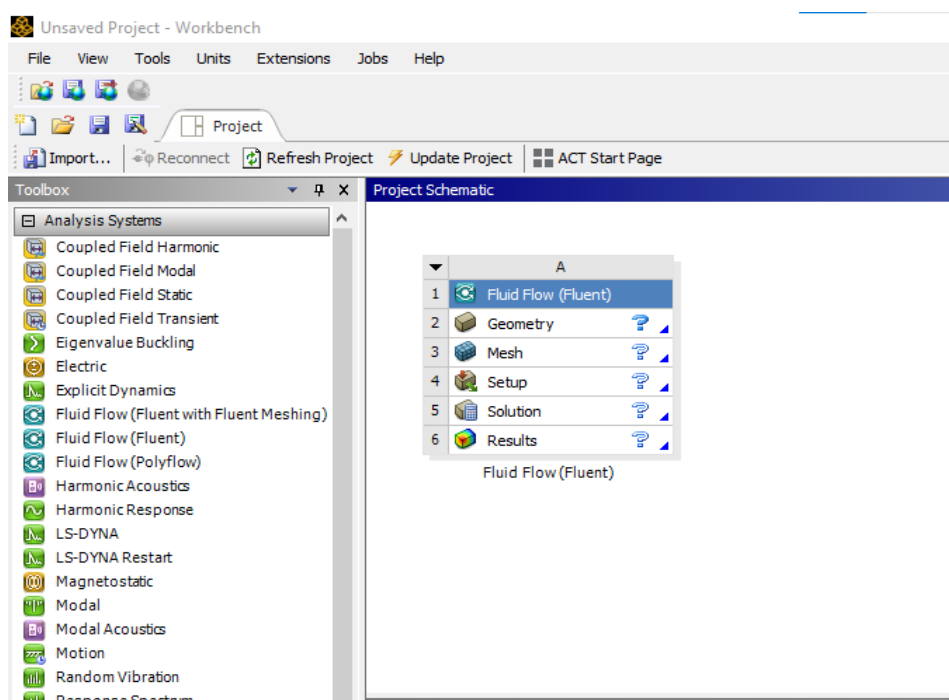 Unsaved Project - Workbench
File View Tools Units Extensions Jobs Help
Project
Import... Reconnect Refresh Project Update Project ACT Start Page
Toolbox
Project Schematic
Analysis Systems
Coupled Field Harmonic
Coupled Field Modal
Coupled Field Static
Coupled Field Transient
Eigenvalue Buckling
Electric
Explicit Dynamics
Fluid Flow (Fluent with Fluent Meshing)
Fluid Flow (Fluent)
Fluid Flow (Polyflow)
Harmonic Acoustics
Harmonic Response
LS-DYNA
LS-DYNA Restart
Magnetostatic
Modal
Modal Acoustics
Motion
Random Vibration
Response Spectrum
A
1 Fluid Flow (Fluent)
2 Geometry ?
3 Mesh ?
4 Setup ?
5 Solution ?
6 Results ?
Fluid Flow (Fluent)